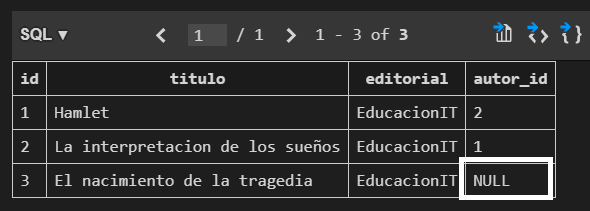 SQL ▼ < 1 / 1 > 1 - 3 of 3
id titulo editorial autor_id
1 Hamlet EducacionIT 2
2 La interpretacion de los sueños EducacionIT 1
3 El nacimiento de la tragedia EducacionIT NULL